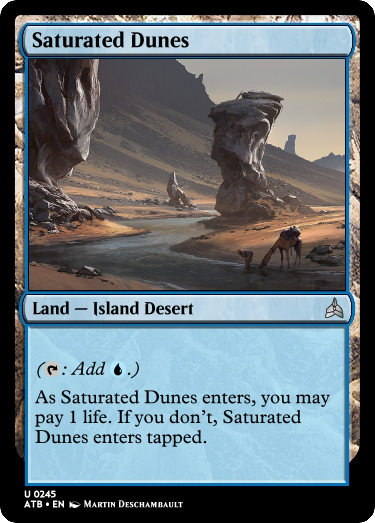 Saturated Dunes
Land — Island Desert
(: Add .)
As Saturated Dunes enters, you may
pay 1 life. If you don't, Saturated
Dunes enters tapped.
U 0245
ATB • EN Martin Deschambault